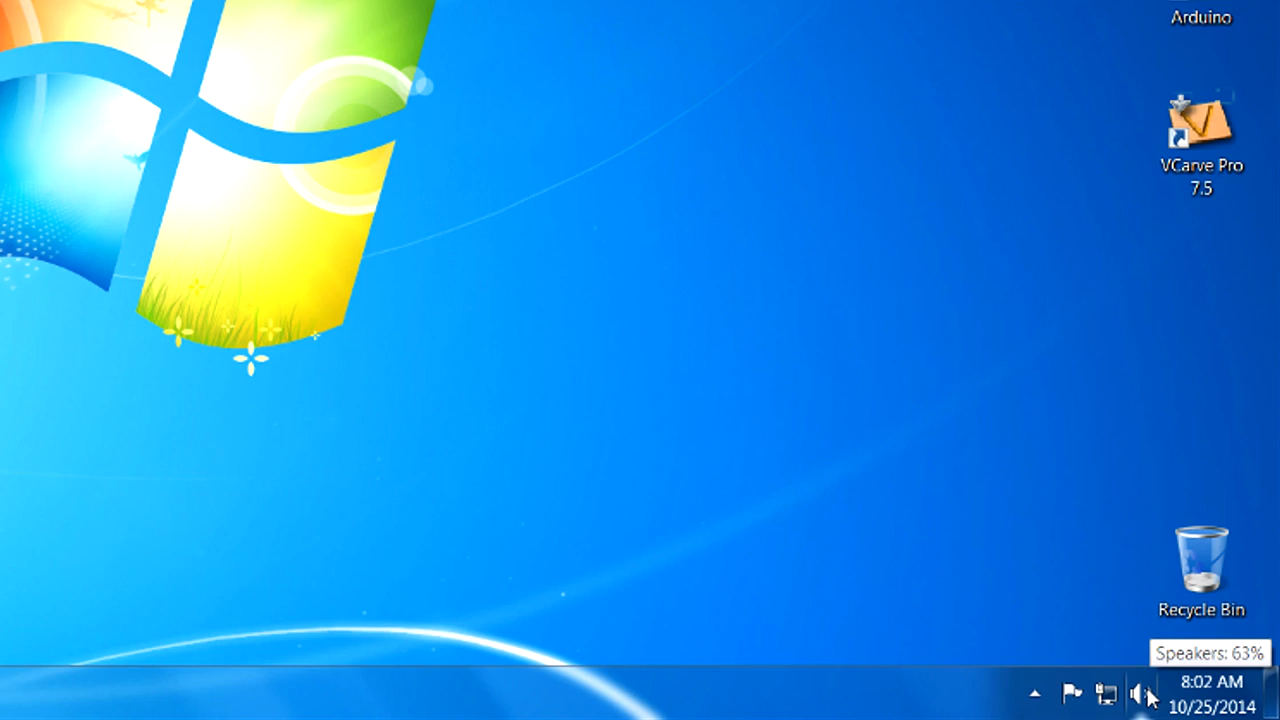 Arduino
VCarve Pro
7.5
Recycle Bin
Speakers: 63%
8:02 AM
10/25/2014